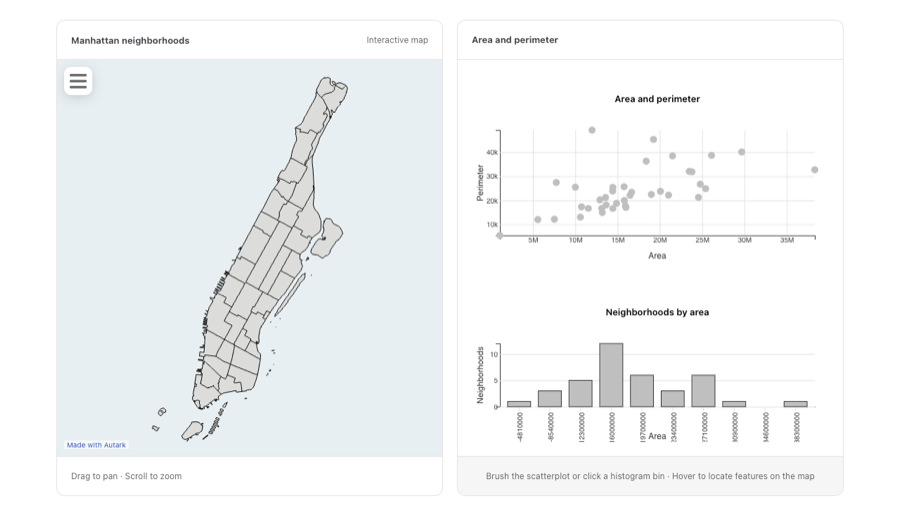 Manhattan neighborhoods
Interactive map
Made with Autark
Drag to pan · Scroll to zoom
Area and perimeter
Area and perimeter
Perimeter
40k
30k
20k
10k
5M
10M
15M
20M
25M
30M
35M
Area
Neighborhoods by area
Neighborhoods
10
5
0
Area
Brush the scatterplot or click a histogram bin · Hover to locate features on the map